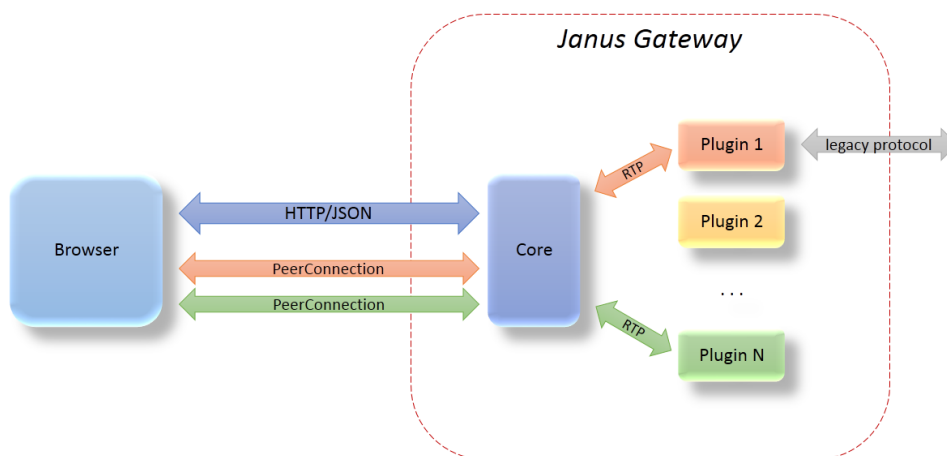 Janus Gateway
Plugin 1
legacy protocol
RTP
HTTP/JSON
Plugin 2
Browser
Core
PeerConnection
PeerConnection
. . .
RTP
Plugin N